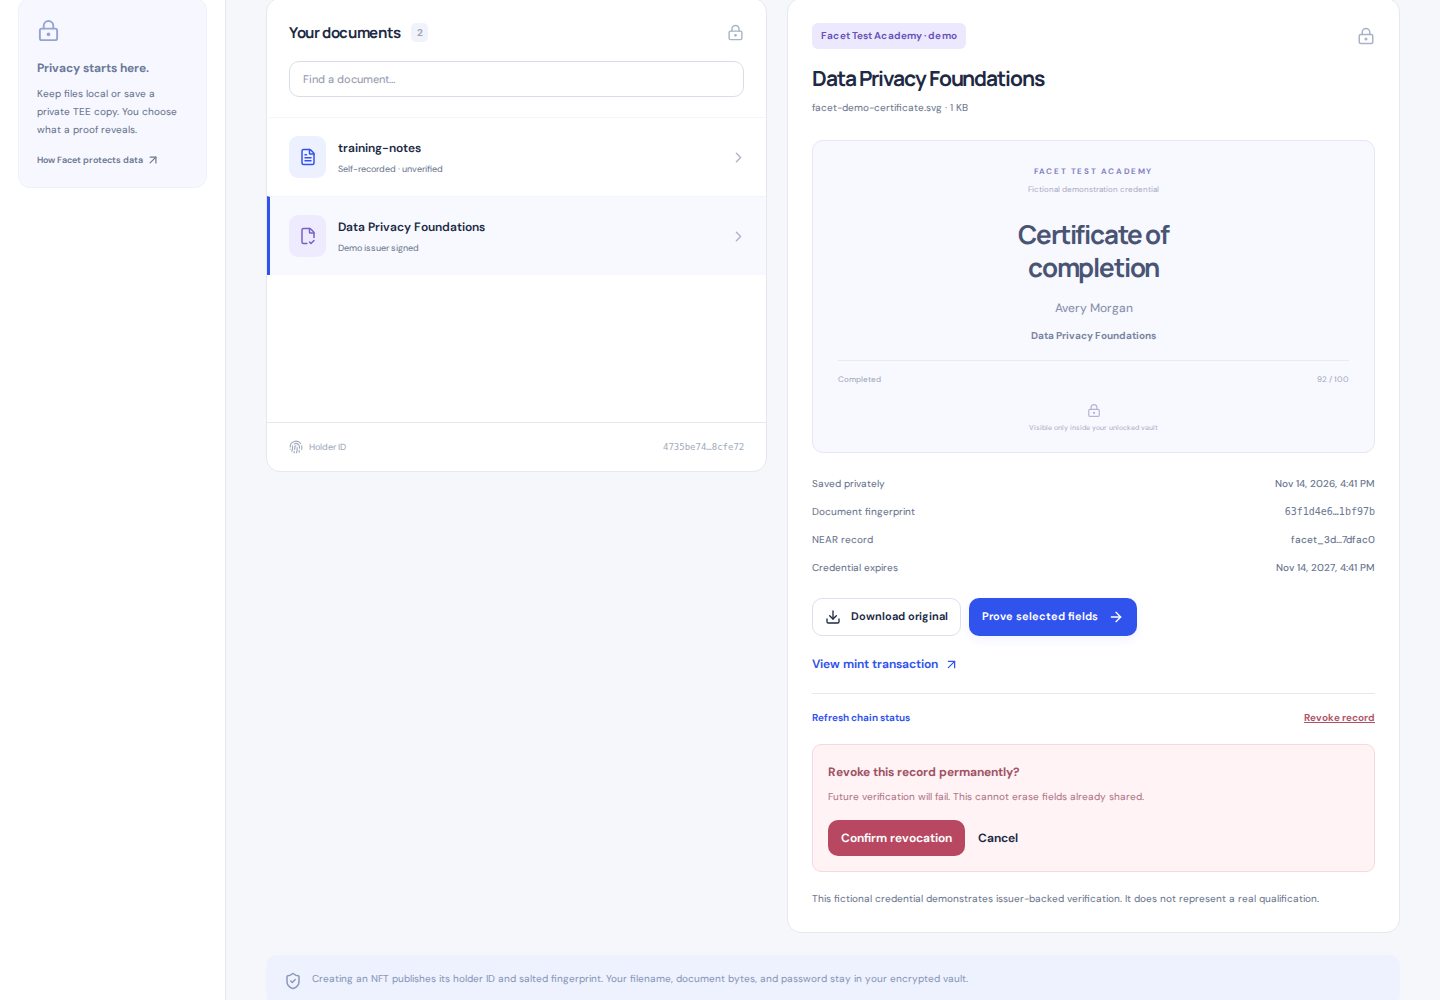 Privacy starts here.
Keep files local or save a
private TEE copy. You choose
what a proof reveals.
How Facet protects data
Your documents 2
Find a document...
training-notes
Self-recorded · unverified
Data Privacy Foundations
Demo issuer signed
Holder ID 4735be74…8cfe72
Facet Test Academy · demo
Data Privacy Foundations
facet-demo-certificate.svg · 1 KB
FACET TEST ACADEMY
Fictional demonstration credential
Certificate of
completion
Avery Morgan
Data Privacy Foundations
Completed 92 / 100
Visible only inside your unlocked vault
Saved privately Nov 14, 2026, 4:41 PM
Document fingerprint 63f1d4e6…1bf97b
NEAR record facet_3d…7dfac0
Credential expires Nov 14, 2027, 4:41 PM
Download original Prove selected fields
View mint transaction
Refresh chain status Revoke record
Revoke this record permanently?
Future verification will fail. This cannot erase fields already shared.
Confirm revocation Cancel
This fictional credential demonstrates issuer-backed verification. It does not represent a real qualification.
Creating an NFT publishes its holder ID and salted fingerprint. Your filename, document bytes, and password stay in your encrypted vault.